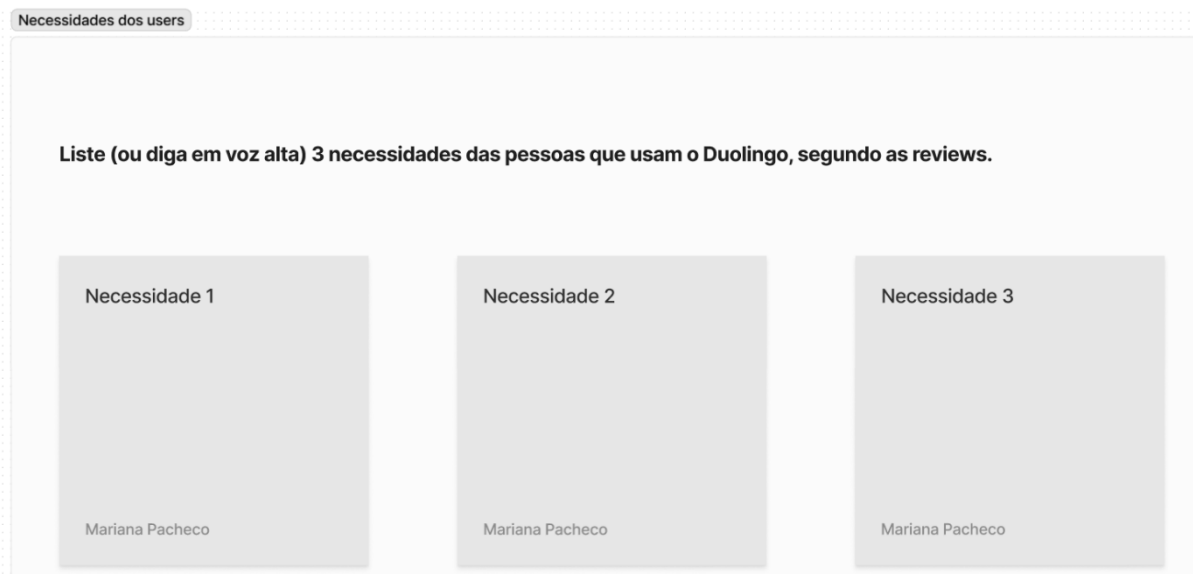 Necessidades dos users
Liste (ou diga em voz alta) 3 necessidades das pessoas que usam o Duolingo, segundo as reviews.
Necessidade 1
Necessidade 2
Necessidade 3
Mariana Pacheco
Mariana Pacheco
Mariana Pacheco